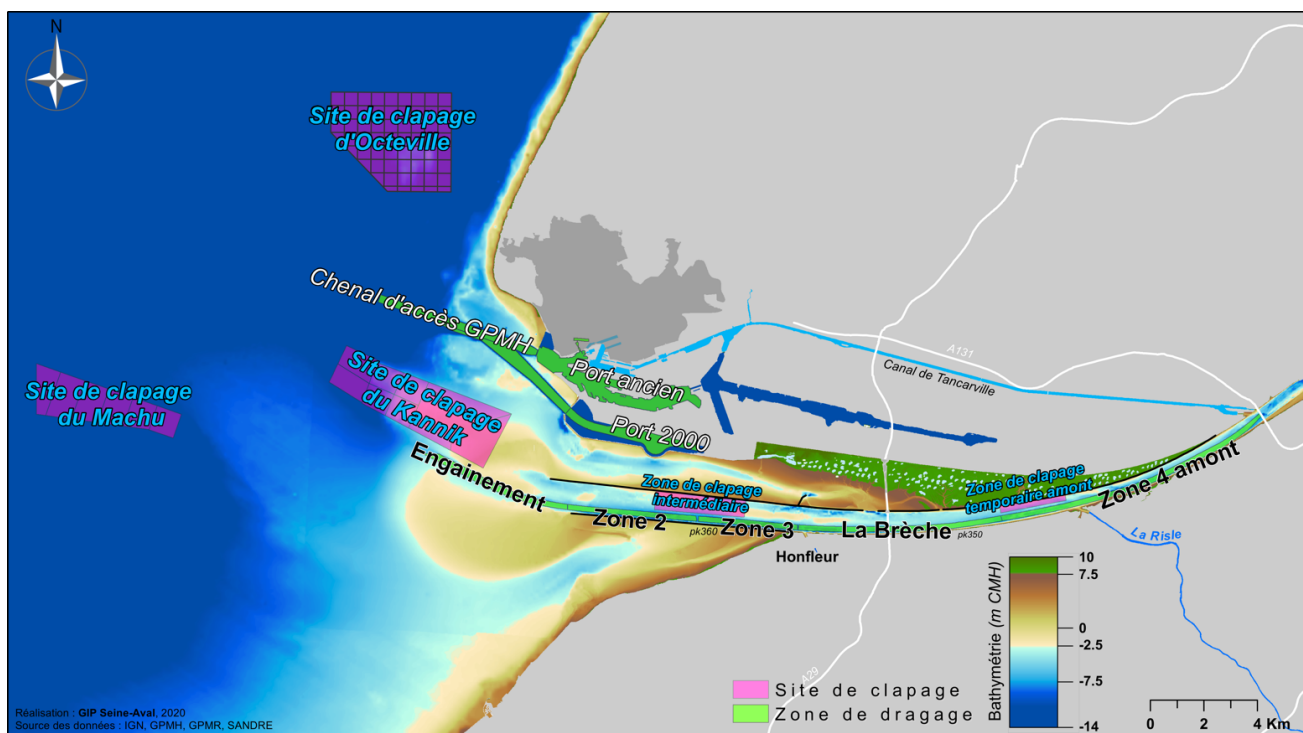 N
Site de clapage
d'Octeville
Chenal d'accès GPMH
Port ancien
A131
Canal de Tancarville
Site de clapage
du Machu
Site de clapage
du Kannik
Port 2000
Engainement
Zone de clapage
intermédiaire
Zone de clapage
temporaire amont
Zone 4 amont
Zone 2
pk360
Zone 3
La Brèche
pk350
La Risle
Honfleur
A29
Bathymétrie (m CMH)
10
7.5
0
-2.5
-7.5
-14
Site de clapage
Zone de dragage
0 2 4 Km
Réalisation : GIP Seine-Aval, 2020
Source des données : IGN, GPMH, GPMR, SANDRE